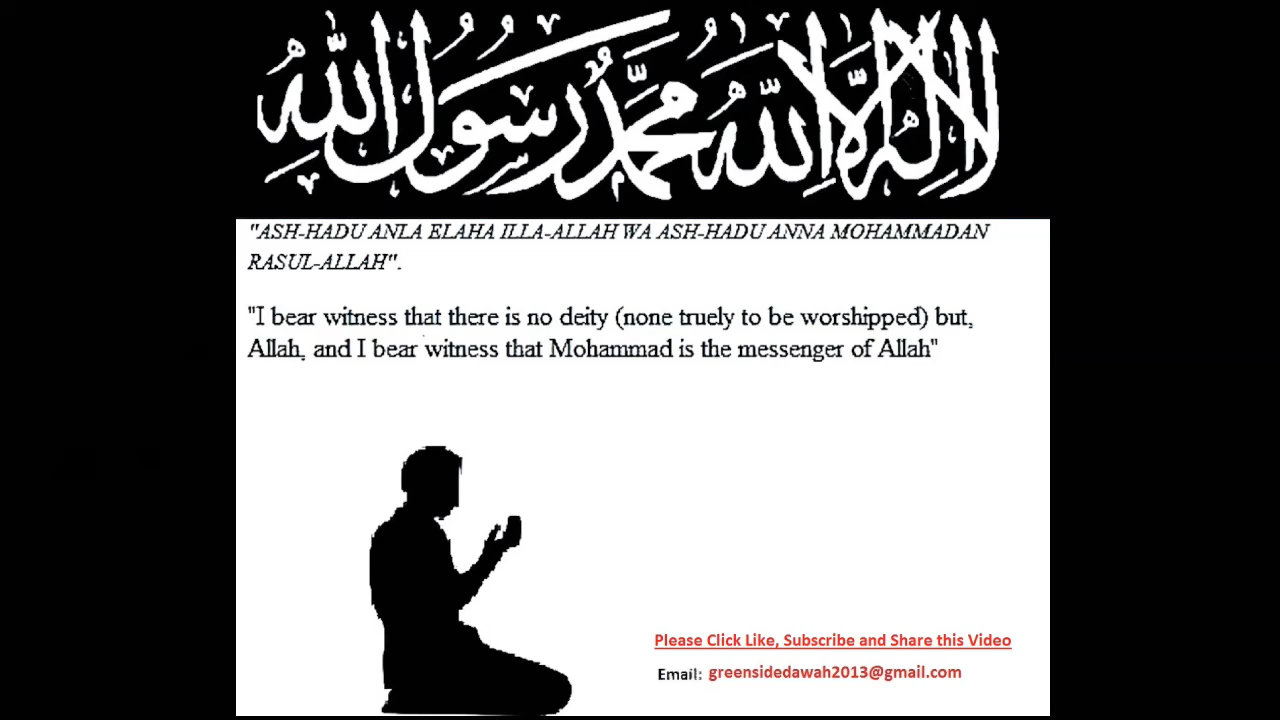 لا إله إلا الله محمد رسول الله
"ASH-HADU ANLA ELAHA ILLA-ALLAH WA ASH-HADU ANNA MOHAMMADAN
RASUL-ALLAH".
"I bear witness that there is no deity (none truely to be worshipped) but,
Allah, and I bear witness that Mohammad is the messenger of Allah"
Please Click Like, Subscribe and Share this Video
Email: greensidedawah2013@gmail.com